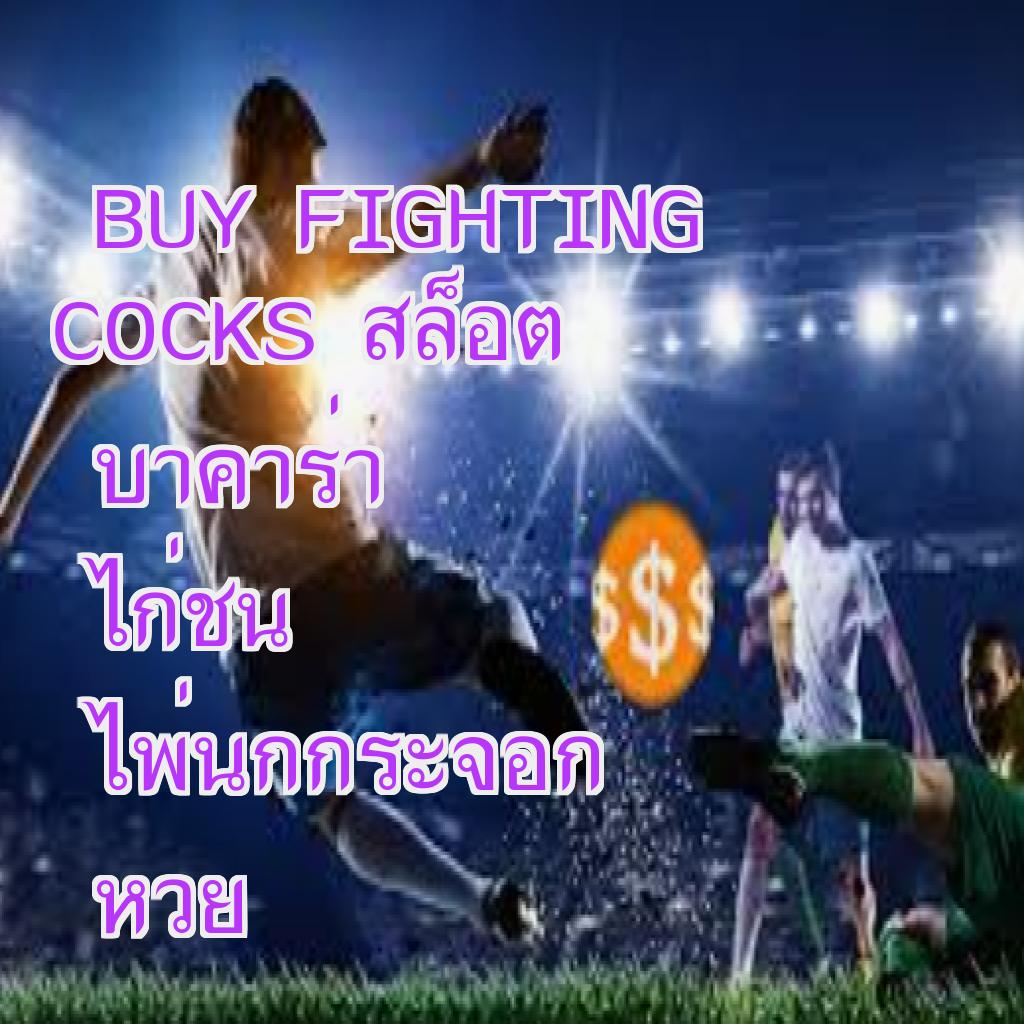 BUY FIGHTING
COCKS สล็อต
บาคาร่า
ไก่ชน
ไพ่นกกระจอก
หวย
$$$